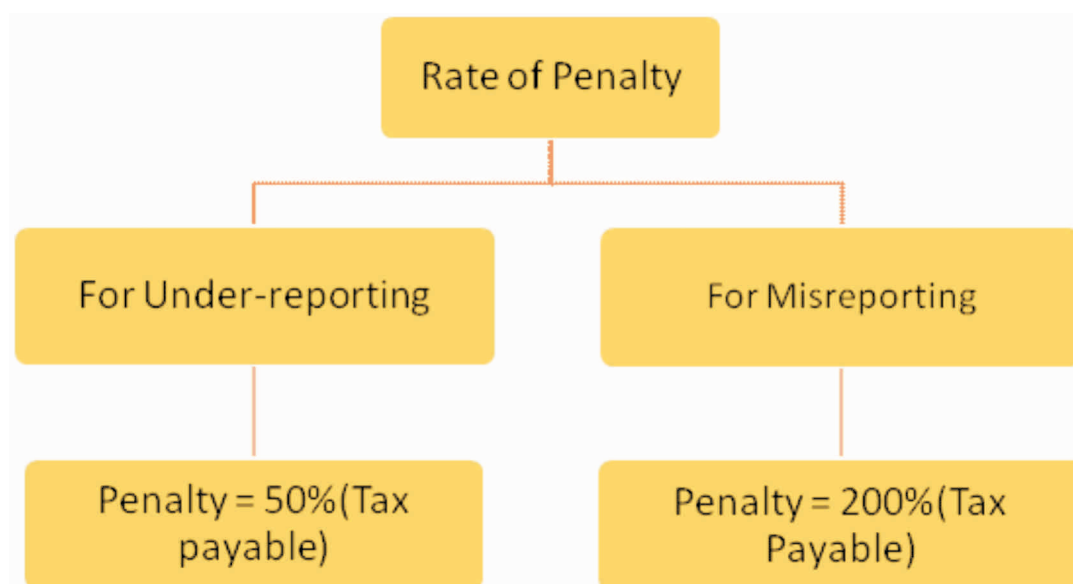 Rate of Penalty
For Under-reporting
For Misreporting
Penalty = 50%(Tax
payable)
Penalty = 200%(Tax
Payable)